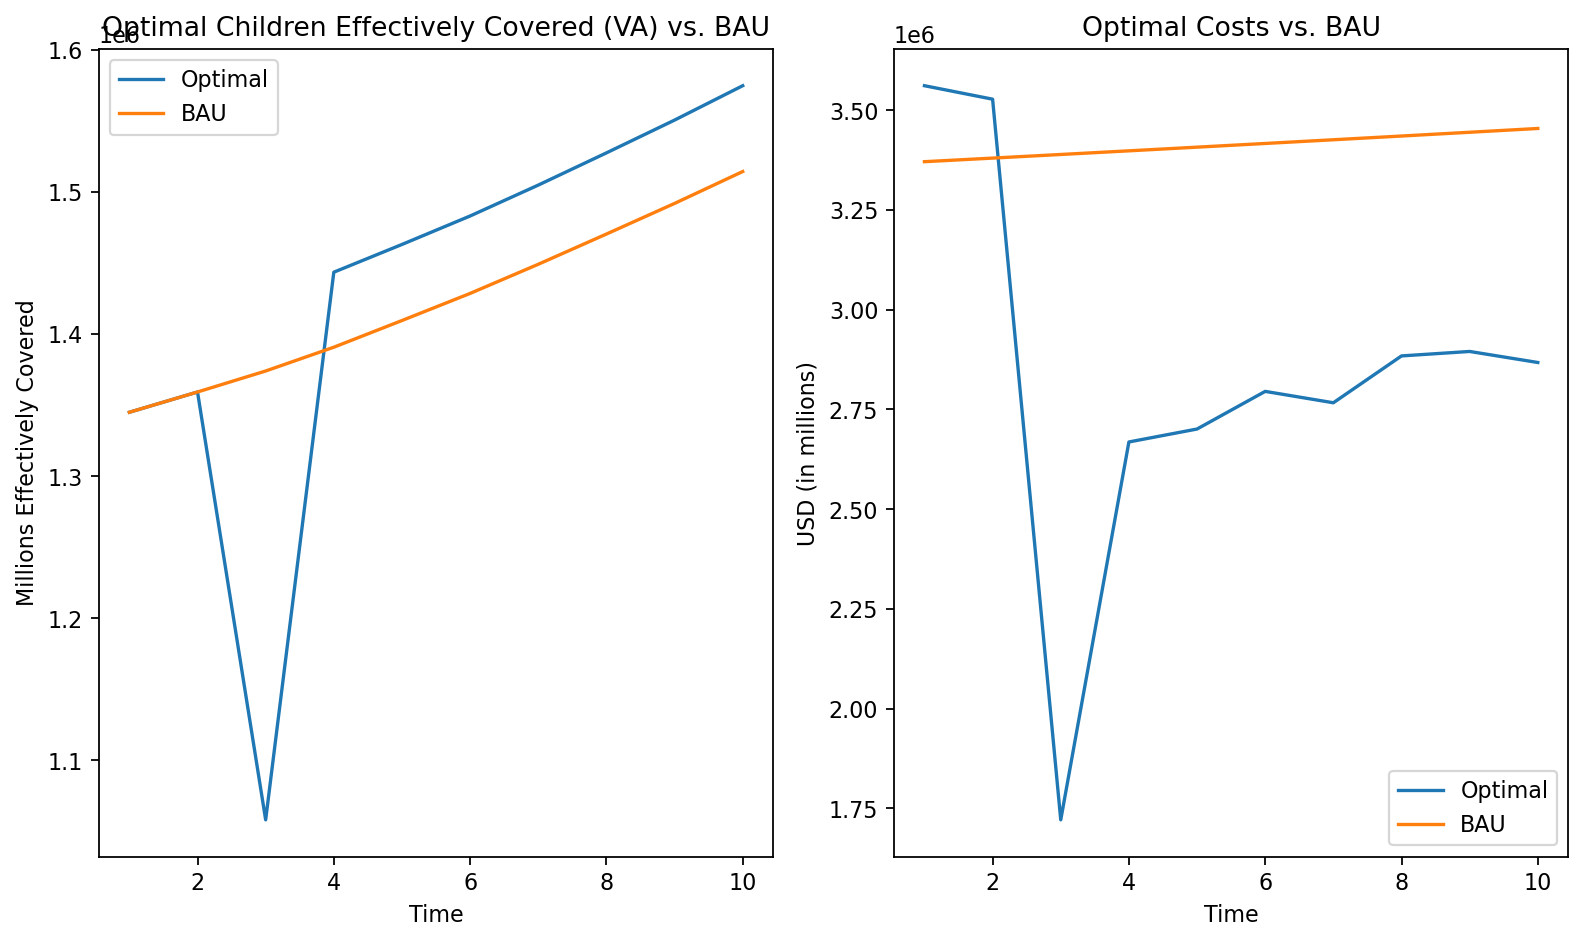 Optimal Children Effectively Covered (VA) vs. BAU
1e6
1.6
1.5
1.4
1.3
1.2
1.1
Millions Effectively Covered
Optimal
BAU
2 4 6 8 10
Time
Optimal Costs vs. BAU
1e6
3.50
3.25
3.00
2.75
2.50
2.25
2.00
1.75
USD (in millions)
Optimal
BAU
2 4 6 8 10
Time